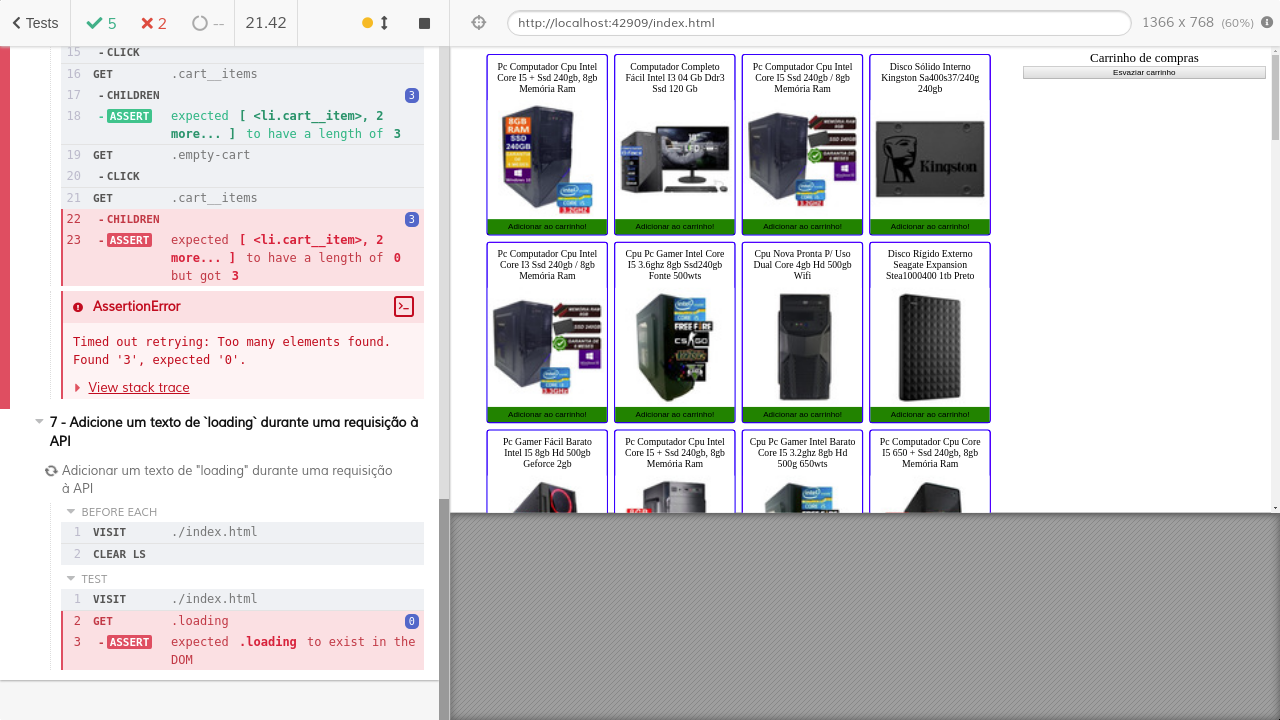 Tests
5
2
--
21.42
http://localhost:42909/index.html
1366 x 768 (60%)
15 - CLICK
16 GET .cart__items
17 - CHILDREN 3
18 - ASSERT expected [ <li.cart__item>, 2
more... ] to have a length of 3
19 GET .empty-cart
20 - CLICK
21 GET .cart__items
22 - CHILDREN 3
23 - ASSERT expected [ <li.cart__item>, 2
more... ] to have a length of 0
but got 3
AssertionError
Timed out retrying: Too many elements found.
Found '3', expected '0'.
View stack trace
7 - Adicione um texto de `loading` durante uma requisição à
API
Adicionar um texto de "loading" durante uma requisição
à API
BEFORE EACH
1 VISIT ./index.html
2 CLEAR LS
TEST
1 VISIT ./index.html
2 GET .loading 0
3 - ASSERT expected .loading to exist in the
DOM
Pc Computador Cpu Intel
Core I5 + Ssd 240gb, 8gb
Memória Ram
8GB
RAM
SSD
240GB
Adicionar ao carrinho!
Computador Completo
Fácil Intel I3 04 Gb Ddr3
Ssd 120 Gb
Adicionar ao carrinho!
Pc Computador Cpu Intel
Core I5 Ssd 240gb / 8gb
Memória Ram
Adicionar ao carrinho!
Disco Sólido Interno
Kingston Sa400s37/240g
240gb
Kingston
Adicionar ao carrinho!
Pc Computador Cpu Intel
Core I3 Ssd 240gb / 8gb
Memória Ram
Adicionar ao carrinho!
Cpu Pc Gamer Intel Core
I5 3.6ghz 8gb Ssd240gb
Fonte 500wts
FREE FIRE
CS GO
Adicionar ao carrinho!
Cpu Nova Pronta P/ Uso
Dual Core 4gb Hd 500gb
Wifi
Adicionar ao carrinho!
Disco Rígido Externo
Seagate Expansion
Stea1000400 1tb Preto
Adicionar ao carrinho!
Pc Gamer Fácil Barato
Intel I5 8gb Hd 500gb
Geforce 2gb
Pc Computador Cpu Intel
Core I5 + Ssd 240gb, 8gb
Memória Ram
Cpu Pc Gamer Intel Barato
Core I5 3.2ghz 8gb Hd
500g 650wts
Pc Computador Cpu Core
I5 650 + Ssd 240gb, 8gb
Memória Ram
Carrinho de compras
Esvaziar carrinho